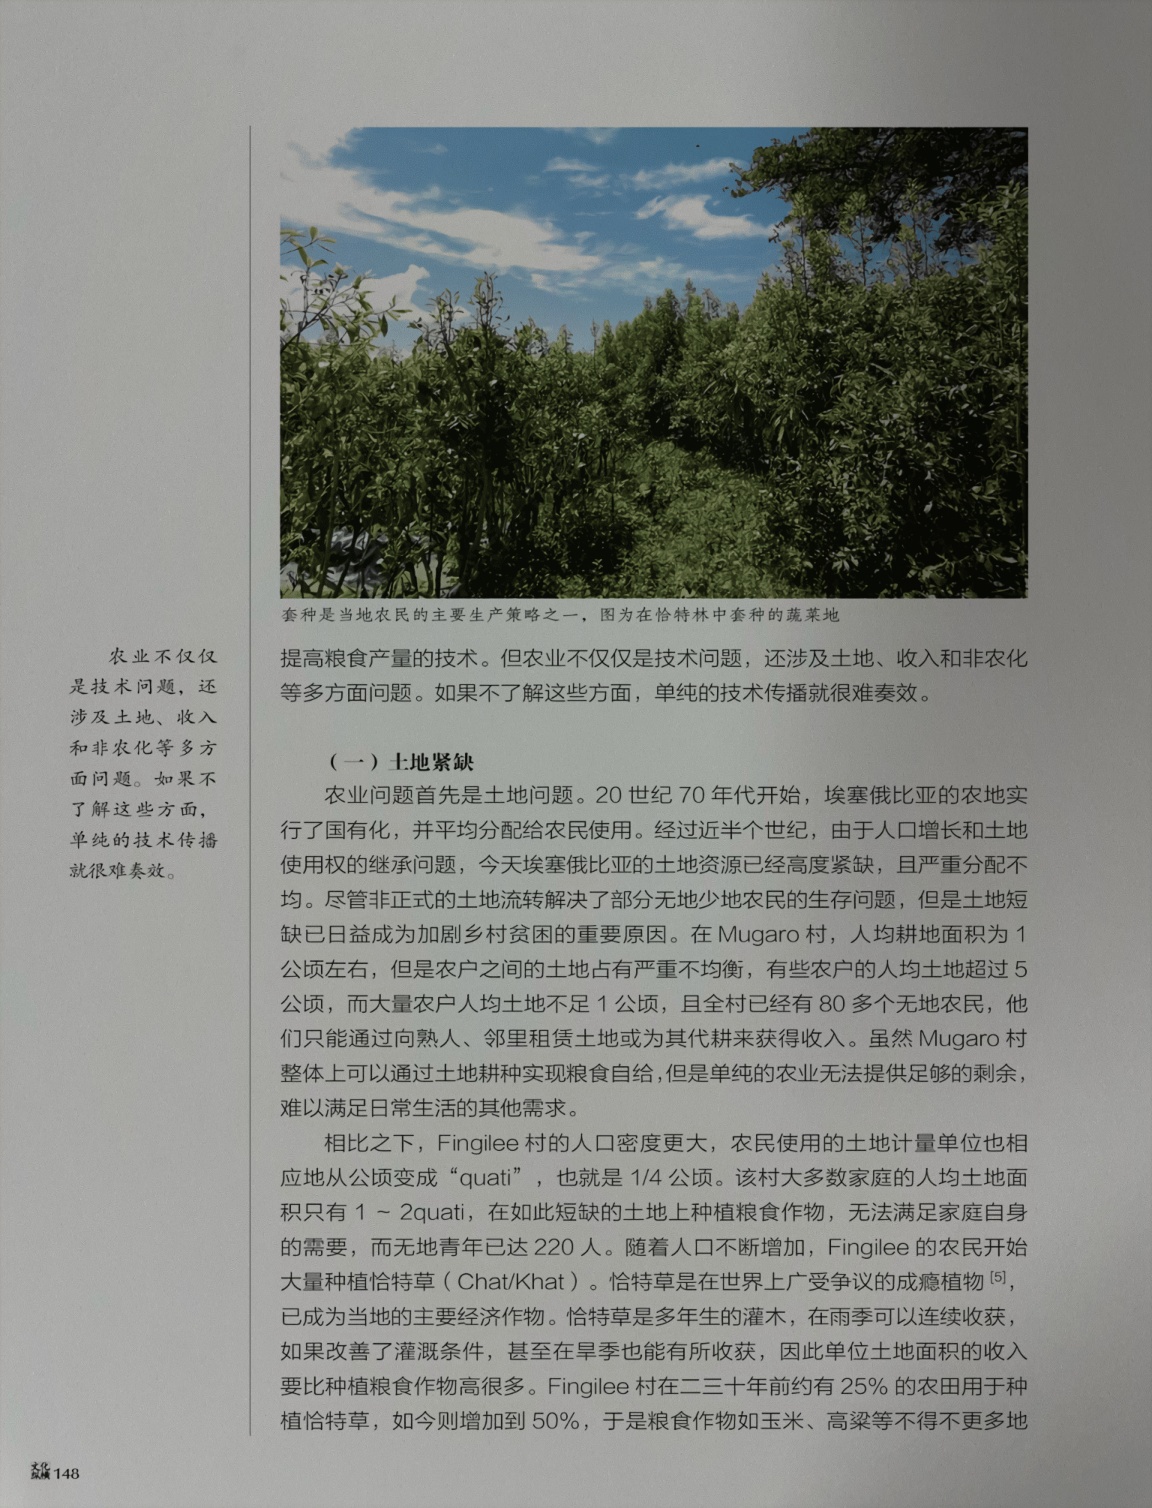 套种是当地农民的主要生产策略之一，图为在恰特林中套种的蔬菜地
农业不仅仅
是技术问题，还
涉及土地、收入
和非农化等多方
面问题。如果不
了解这些方面，
单纯的技术传播
就很难奏效。
提高粮食产量的技术。但农业不仅仅是技术问题，还涉及土地、收入和非农化
等多方面问题。如果不了解这些方面，单纯的技术传播就很难奏效。
（一）土地紧缺
农业问题首先是土地问题。20 世纪 70 年代开始，埃塞俄比亚的农地实
行了国有化，并平均分配给农民使用。经过近半个世纪，由于人口增长和土地
使用权的继承问题，今天埃塞俄比亚的土地资源已经高度紧缺，且严重分配不
均。尽管非正式的土地流转解决了部分无地少地农民的生存问题，但是土地短
缺已日益成为加剧乡村贫困的重要原因。在 Mugaro 村，人均耕地面积为 1
公顷左右，但是农户之间的土地占有严重不均衡，有些农户的人均土地超过 5
公顷，而大量农户人均土地不足 1 公顷，且全村已经有 80 多个无地农民，他
们只能通过向熟人、邻里租赁土地或为其代耕来获得收入。虽然 Mugaro 村
整体上可以通过土地耕种实现粮食自给，但是单纯的农业无法提供足够的剩余，
难以满足日常生活的其他需求。
相比之下，Fingilee 村的人口密度更大，农民使用的土地计量单位也相
应地从公顷变成“quati”，也就是 1/4 公顷。该村大多数家庭的人均土地面
积只有 1 ~ 2quati，在如此短缺的土地上种植粮食作物，无法满足家庭自身
的需要，而无地青年已达 220 人。随着人口不断增加，Fingilee 的农民开始
大量种植恰特草（Chat/Khat）。恰特草是在世界上广受争议的成瘾植物 [5]，
已成为当地的主要经济作物。恰特草是多年生的灌木，在雨季可以连续收获，
如果改善了灌溉条件，甚至在旱季也能有所收获，因此单位土地面积的收入
要比种植粮食作物高很多。Fingilee 村在二三十年前约有 25% 的农田用于种
植恰特草，如今则增加到 50%，于是粮食作物如玉米、高粱等不得不更多地
文化
纵横 148